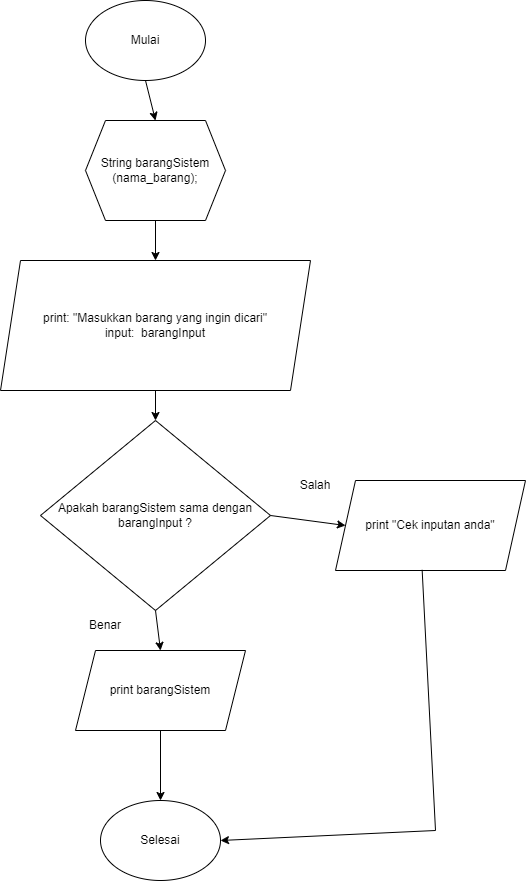 Mulai
String barangSistem
(nama_barang);
print: "Masukkan barang yang ingin dicari"
input:  barangInput
Apakah barangSistem sama dengan
barangInput ?
Salah
print "Cek inputan anda"
Benar
print barangSistem
Selesai